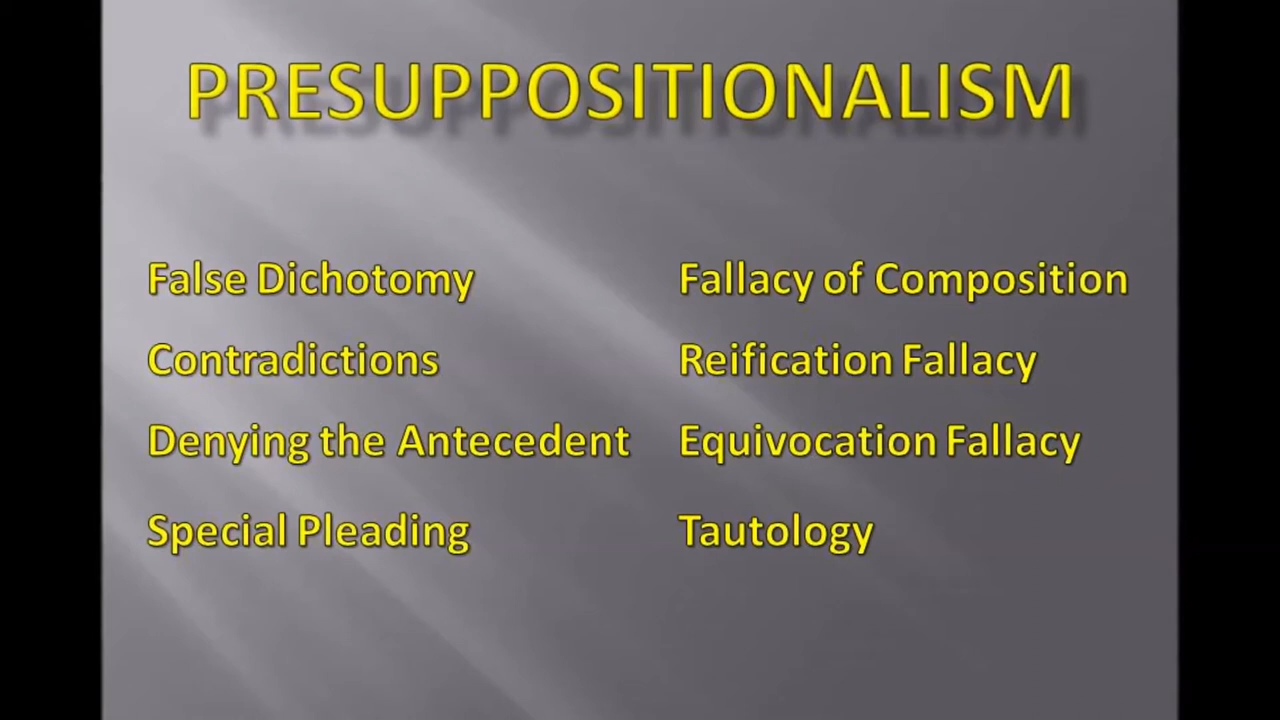 PRESUPPOSITIONALISM
False Dichotomy
Contradictions
Denying the Antecedent
Special Pleading
Fallacy of Composition
Reification Fallacy
Equivocation Fallacy
Tautology